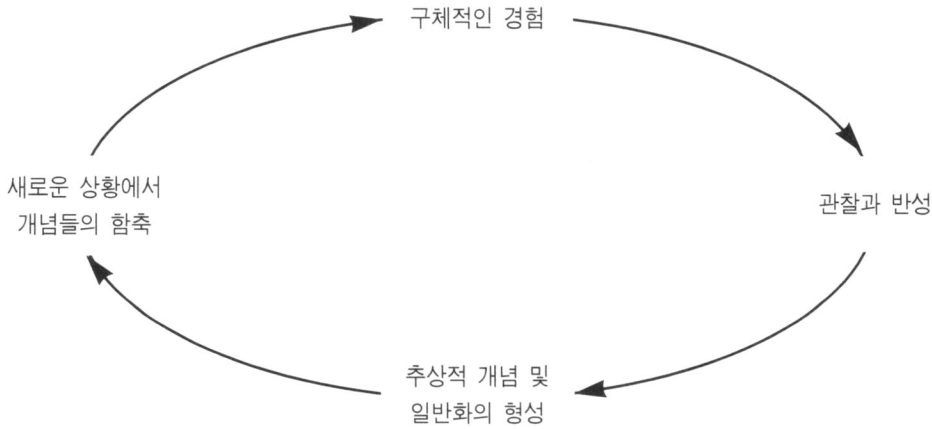 구체적인 경험
관찰과 반성
추상적 개념 및
일반화의 형성
새로운 상황에서
개념들의 함축